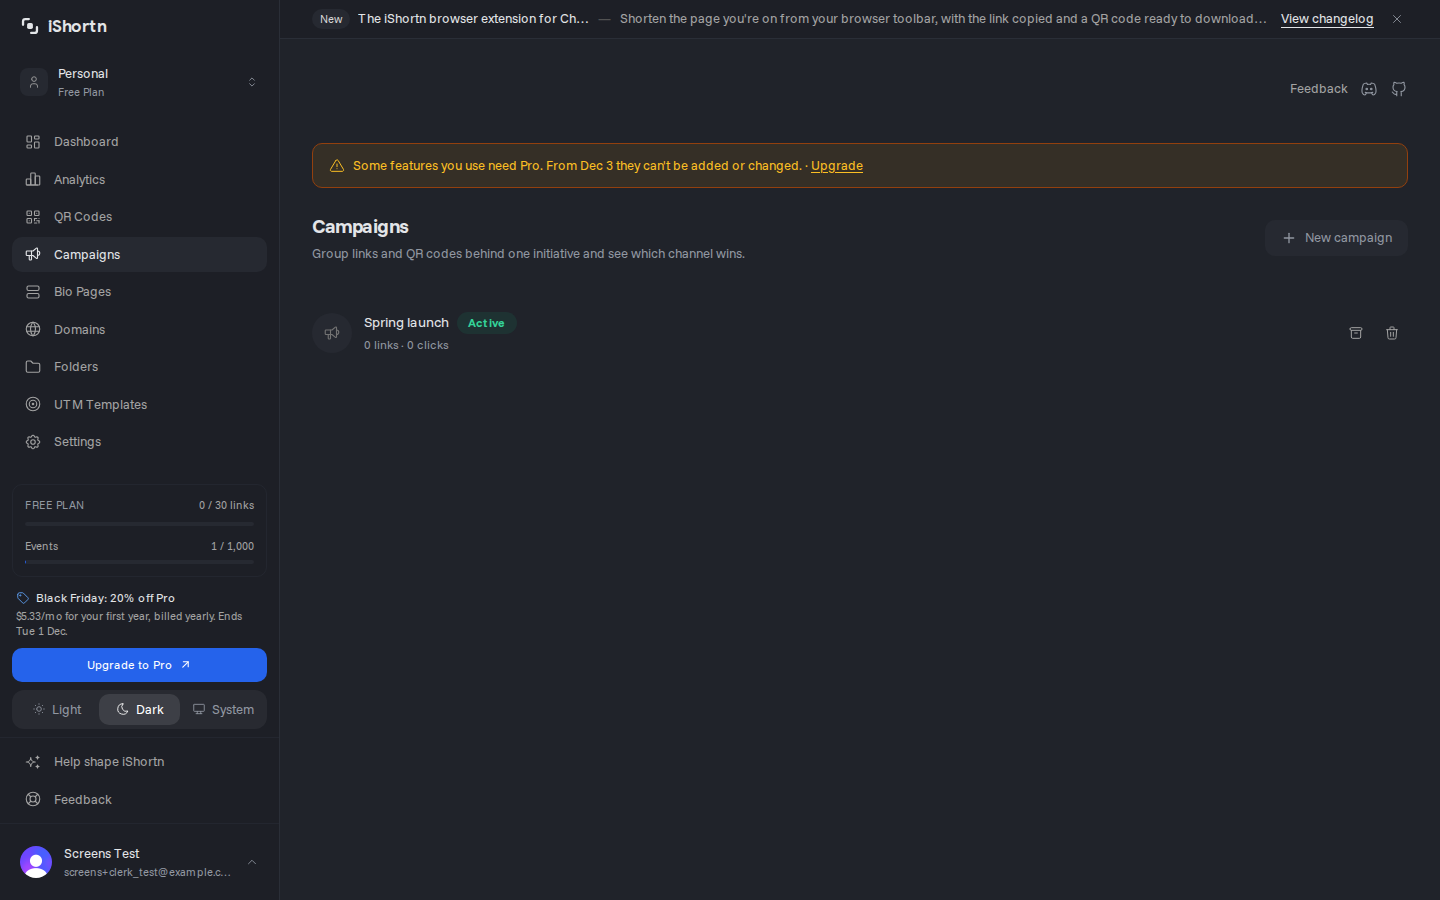 iShortn
Personal
Free Plan
Dashboard
Analytics
QR Codes
Campaigns
Bio Pages
Domains
Folders
UTM Templates
Settings
FREE PLAN 0 / 30 links
Events 1 / 1,000
Black Friday: 20% off Pro
$5.33/mo for your first year, billed yearly. Ends
Tue 1 Dec.
Upgrade to Pro
Light Dark System
Help shape iShortn
Feedback
Screens Test
screens+clerk_test@example.c...
New The iShortn browser extension for Ch... — Shorten the page you're on from your browser toolbar, with the link copied and a QR code ready to download... View changelog
Feedback
Some features you use need Pro. From Dec 3 they can't be added or changed. · Upgrade
Campaigns
Group links and QR codes behind one initiative and see which channel wins.
New campaign
Spring launch Active
0 links · 0 clicks